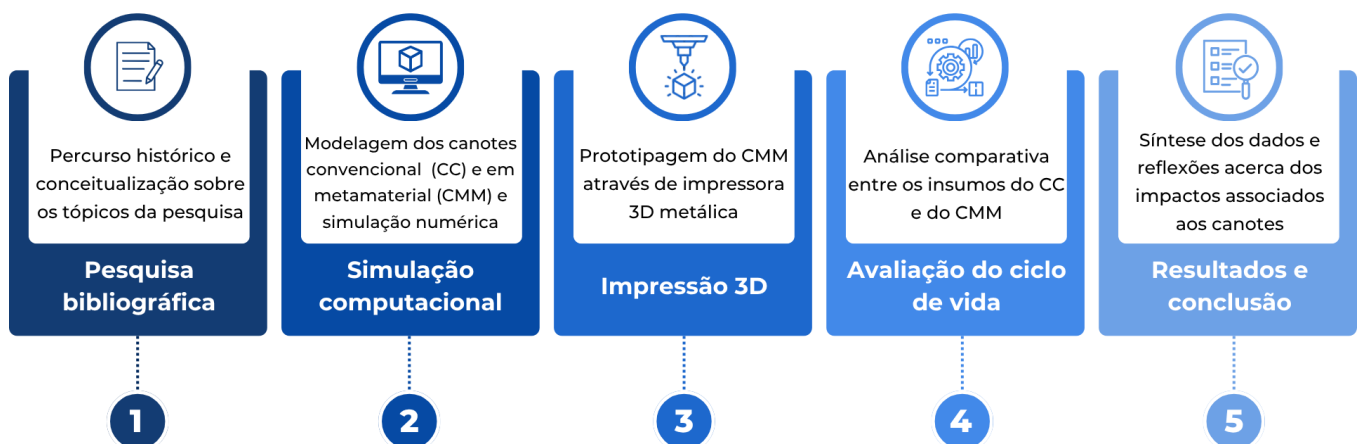 Percurso histórico e
conceitualização sobre
os tópicos da pesquisa
Pesquisa
bibliográfica
1
Modelagem dos canotes
convencional (CC) e em
metamaterial (CMM) e
simulação numérica
Simulação
computacional
2
Prototipagem do CMM
através de impressora
3D metálica
Impressão 3D
3
Análise comparativa
entre os insumos do CC
e do CMM
Avaliação do ciclo
de vida
4
Síntese dos dados e
reflexões acerca dos
impactos associados
aos canotes
Resultados e
conclusão
5